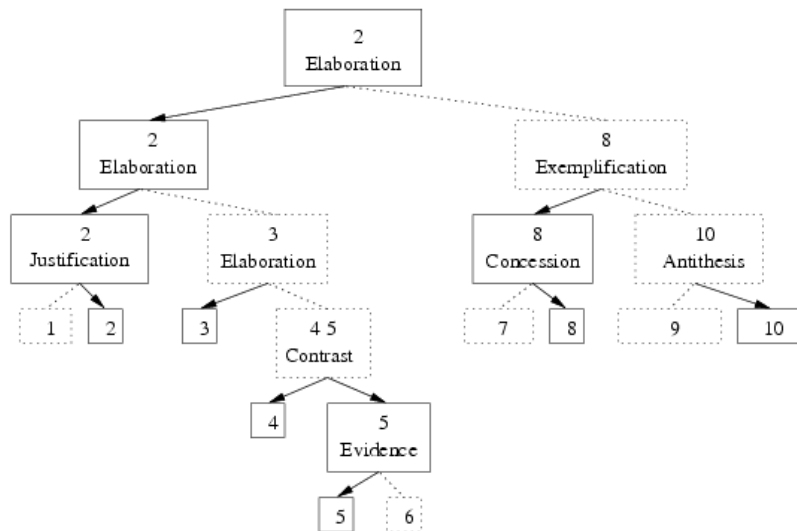 2
Elaboration
2
Elaboration
8
Exemplification
2
Justification
3
Elaboration
8
Concession
10
Antithesis
1
2
3
4 5
Contrast
7
8
9
10
4
5
Evidence
5
6